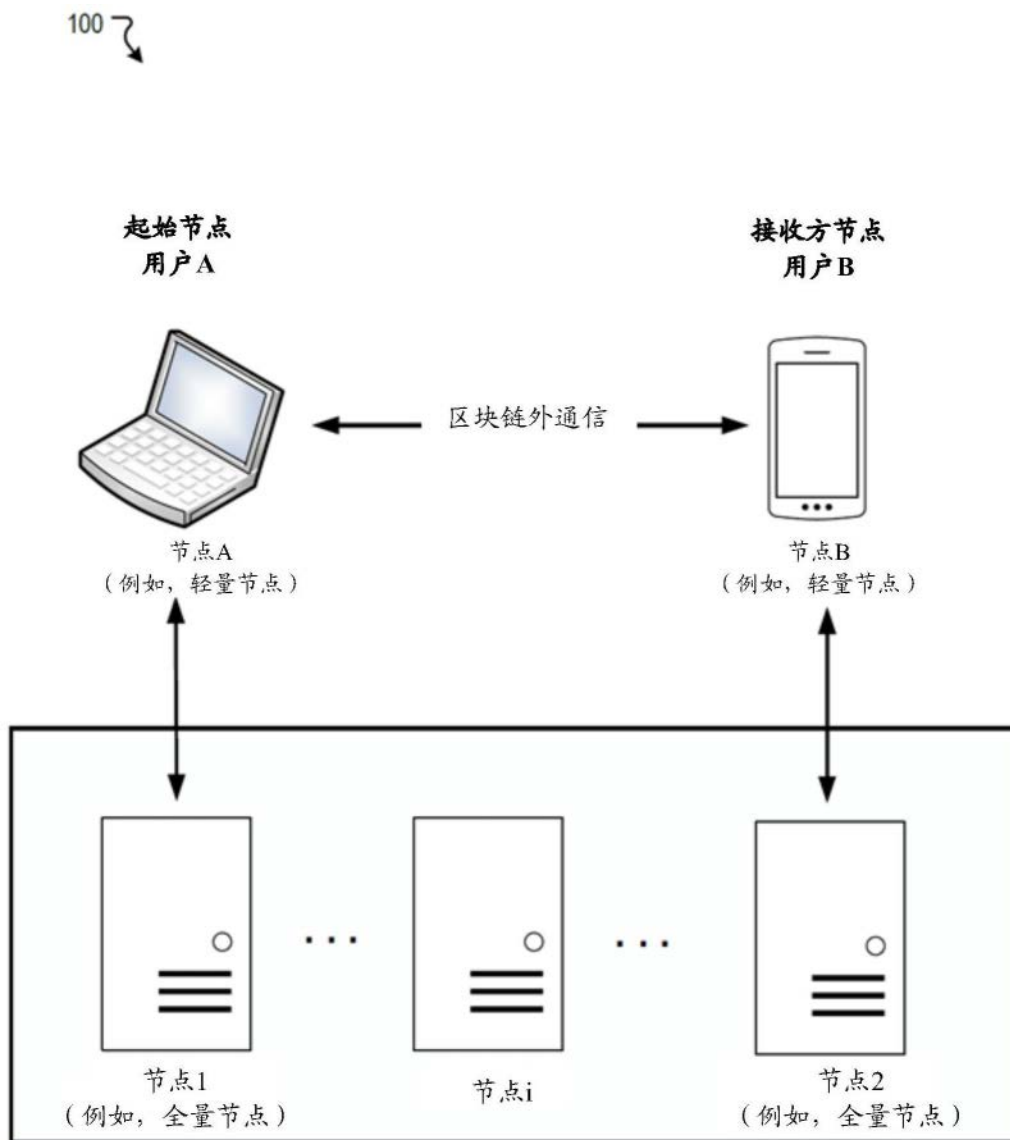 100
起始节点
用户A
接收方节点
用户B
区块链外通信
节点A
（例如，轻量节点）
节点B
（例如，轻量节点）
节点1
（例如，全量节点）
节点i
节点2
（例如，全量节点）